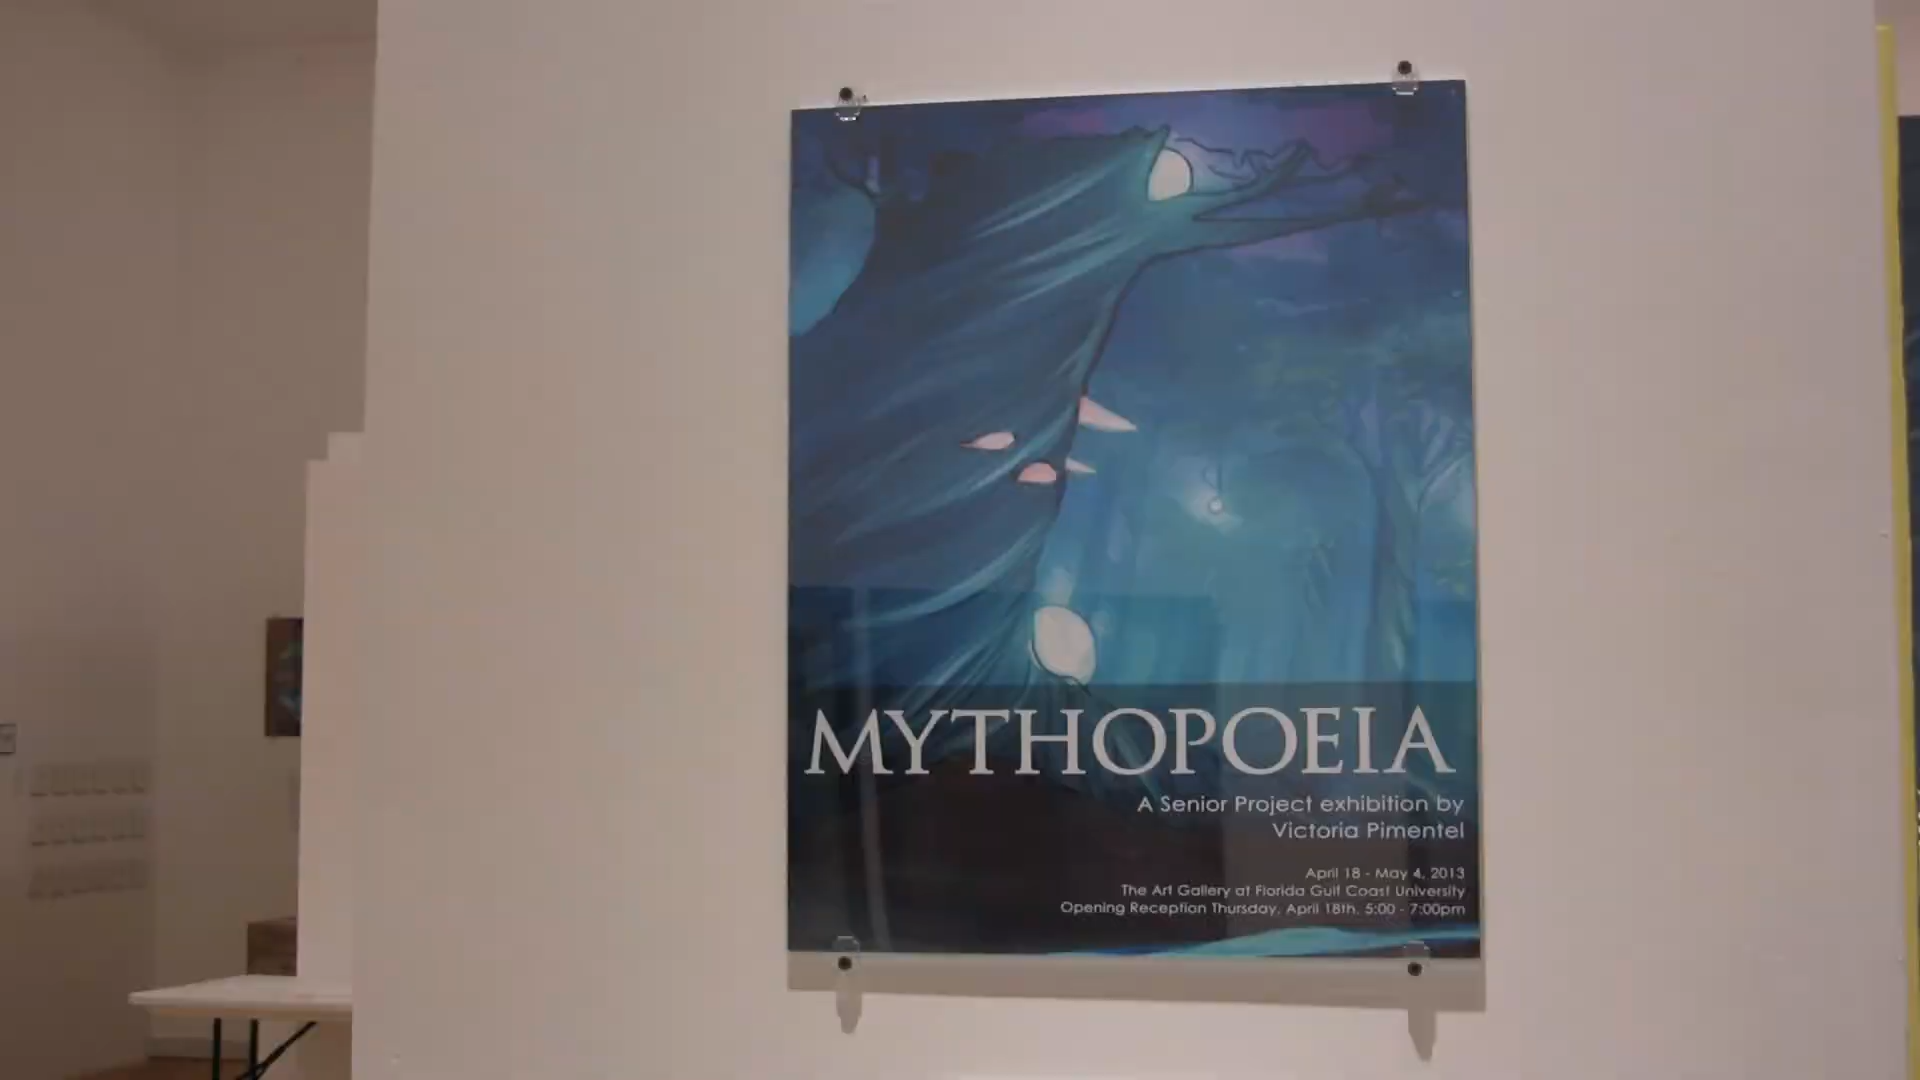 MYTHOPOEIA
A Senior Project exhibition by
Victoria Pimentel
April 18 - May 4, 2013
The Art Gallery at Florida Gulf Coast University
Opening Reception Thursday, April 18th, 5:00 - 7:00pm